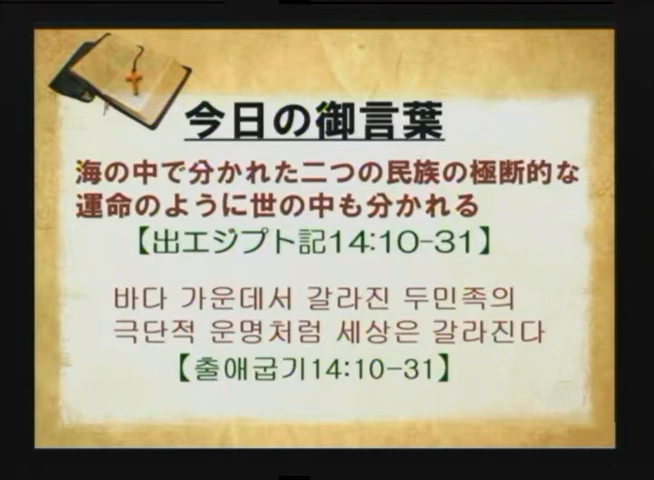 今日の御言葉
海の中で分かれた二つの民族の極断的な
運命のように世の中も分かれる
【出エジプト記14:10-31】
바다 가운데서 갈라진 두민족의
극단적 운명처럼 세상은 갈라진다
【출애굽기14:10-31】